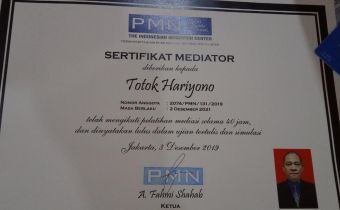 PMN
THE INDONESIAN MEDIATION CENTER
SERTIFIKAT MEDIATOR
diberikan kepada
Totok Hariyono
NOMOR ANGGOTA : 2074/PMN/131/2019
MASA BERLAKU : 2 DESEMBER 2021
telah mengikuti pelatihan mediasi selama 40 jam,
dan dinyatakan lulus dalam ujian tertulis dan simulasi
Jakarta, 3 Desember 2019
PMN
A. Fahmi Shahab
KETUA